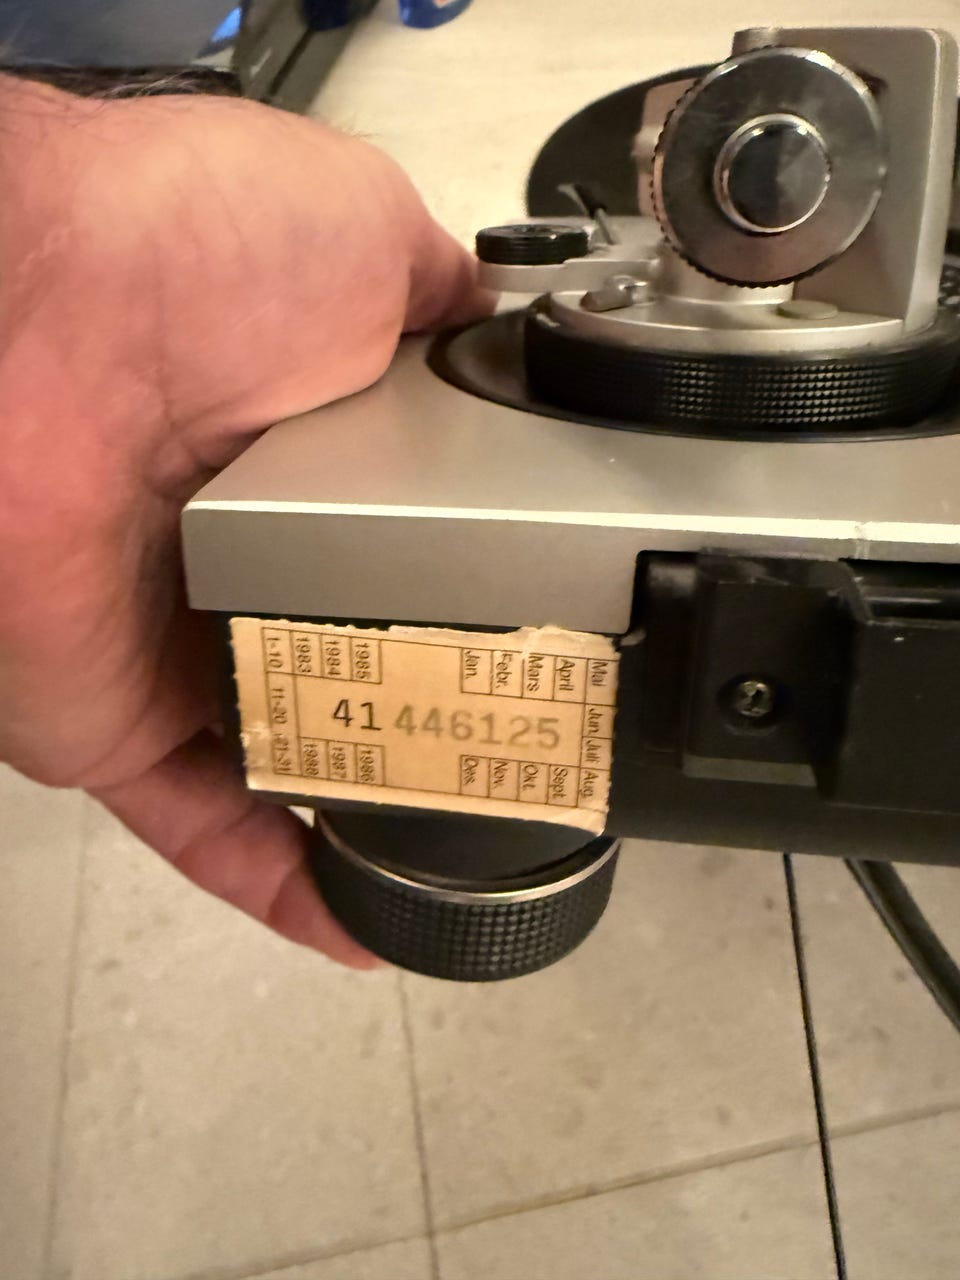 1-10 11-20 21-31
1983 1988
1984 1987
1985 1986
41 446125
Jan. Des.
Febr. Nov.
Mars Okt.
April Sept.
Mai Jun. Juli Aug.